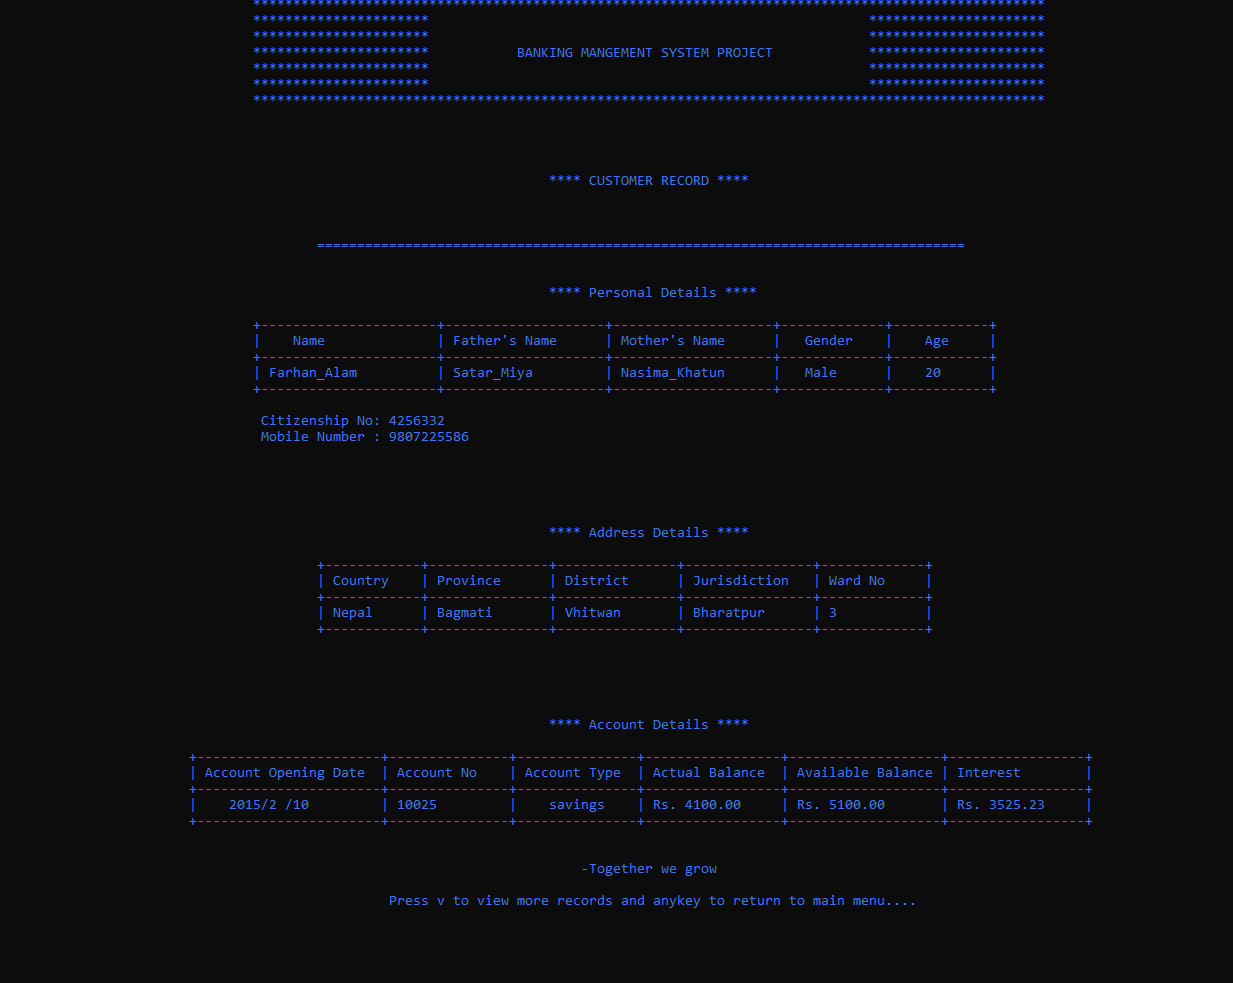 BANKING MANGEMENT SYSTEM PROJECT
**** CUSTOMER RECORD ****
**** Personal Details ****
| Name | Father's Name | Mother's Name | Gender | Age |
| Farhan_Alam | Satar_Miya | Nasima_Khatun | Male | 20 |
Citizenship No: 4256332
Mobile Number : 9807225586
**** Address Details ****
| Country | Province | District | Jurisdiction | Ward No |
| Nepal | Bagmati | Vhitwan | Bharatpur | 3 |
**** Account Details ****
| Account Opening Date | Account No | Account Type | Actual Balance | Available Balance | Interest |
| 2015/2 /10 | 10025 | savings | Rs. 4100.00 | Rs. 5100.00 | Rs. 3525.23 |
-Together we grow
Press v to view more records and anykey to return to main menu....